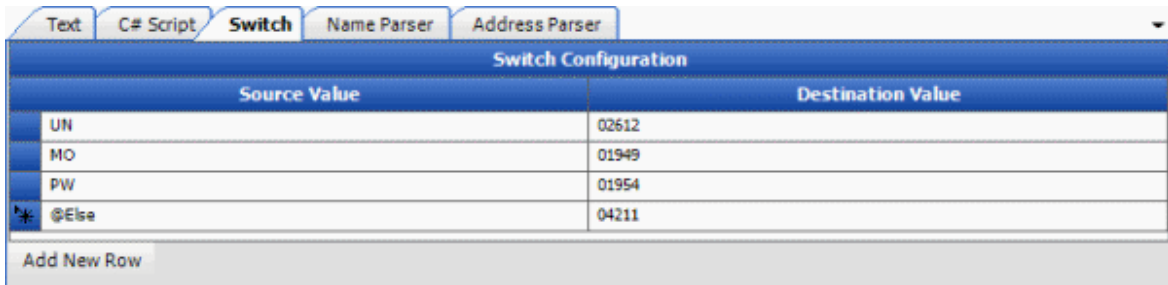 Text C# Script Switch Name Parser Address Parser
Switch Configuration
Source Value Destination Value
UN 02612
MO 01949
PW 01954
@Else 04211
Add New Row